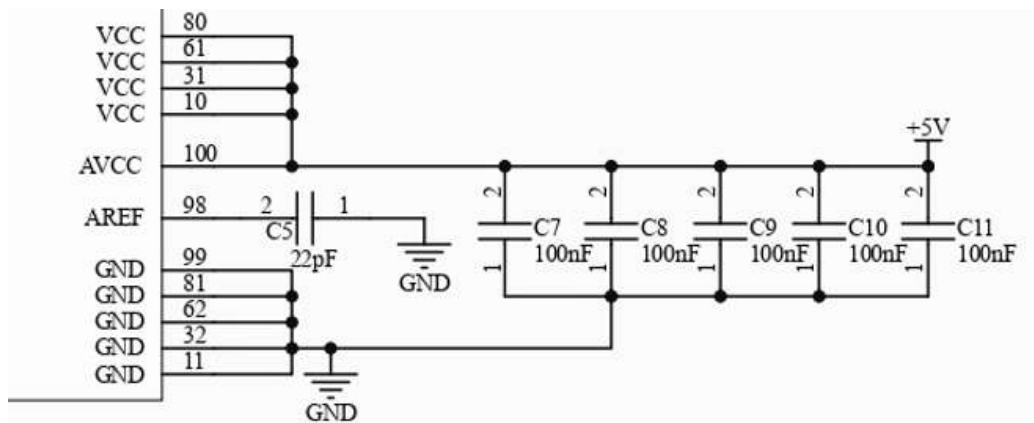 VCC 80
VCC 61
VCC 31
VCC 10
+5V
AVCC 100
2 2 2 2 2
AREF 98 2 1
C5
C7 C8 C9 C10 C11
22pF
100nF 100nF 100nF 100nF 100nF
1 1 1 1 1
GND
GND 99
GND 81
GND 62
GND 32
GND 11
GND